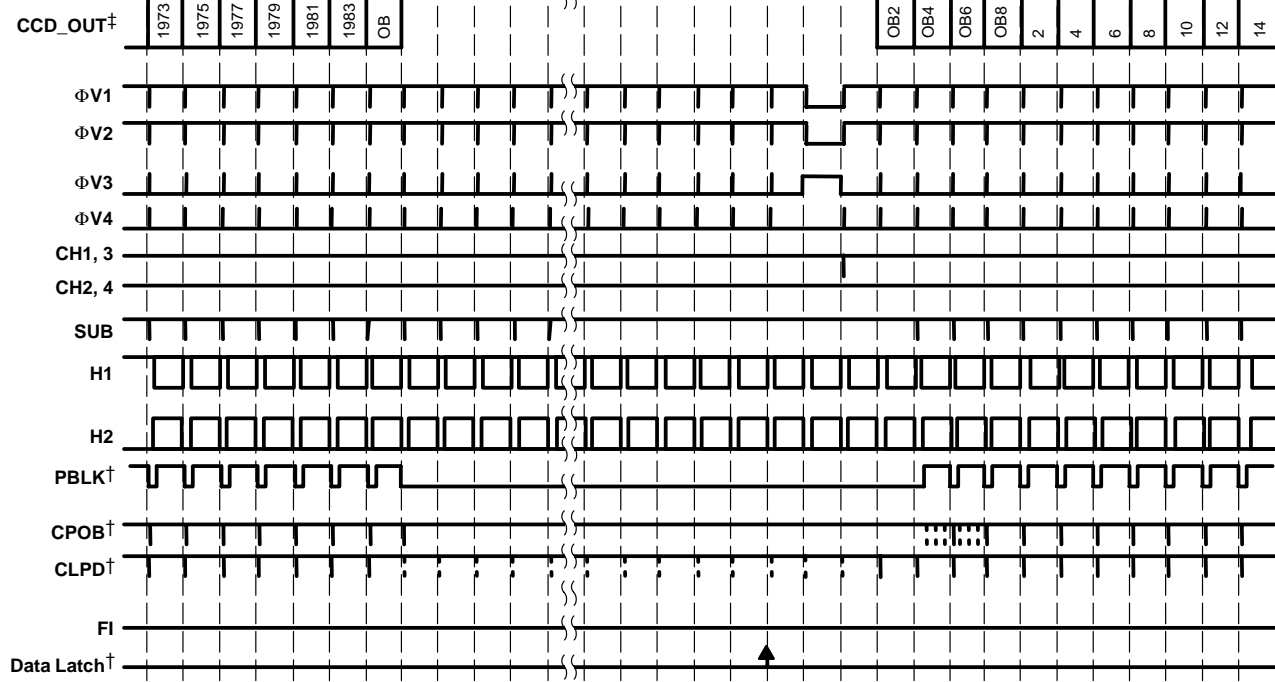 CCD_OUT‡
1973 1975 1977 1979 1981 1983 OB OB2 OB4 OB6 OB8 2 4 6 8 10 12 14
ΦV1
ΦV2
ΦV3
ΦV4
CH1, 3
CH2, 4
SUB
H1
H2
PBLK†
CPOB†
CLPD†
FI
Data Latch†